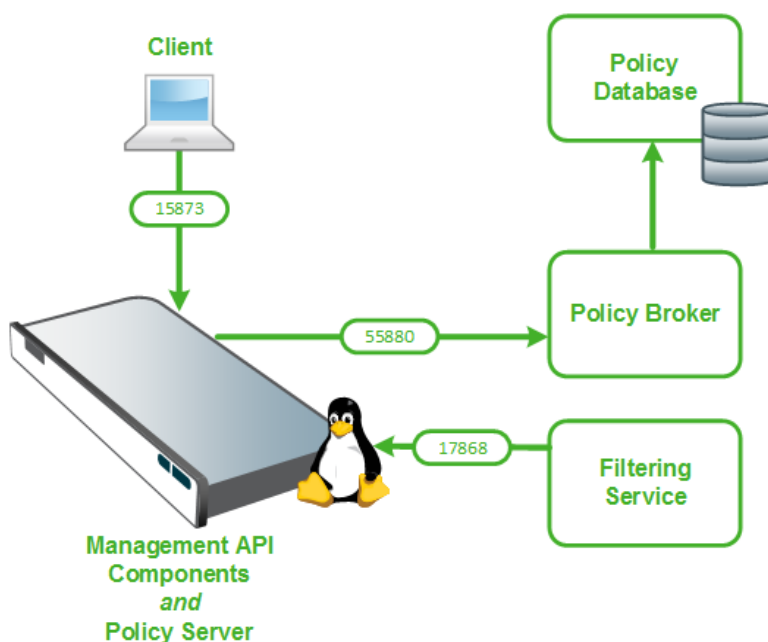 Client
Policy
Database
15873
Policy Broker
55880
17868
Filtering
Service
Management API
Components
and
Policy Server